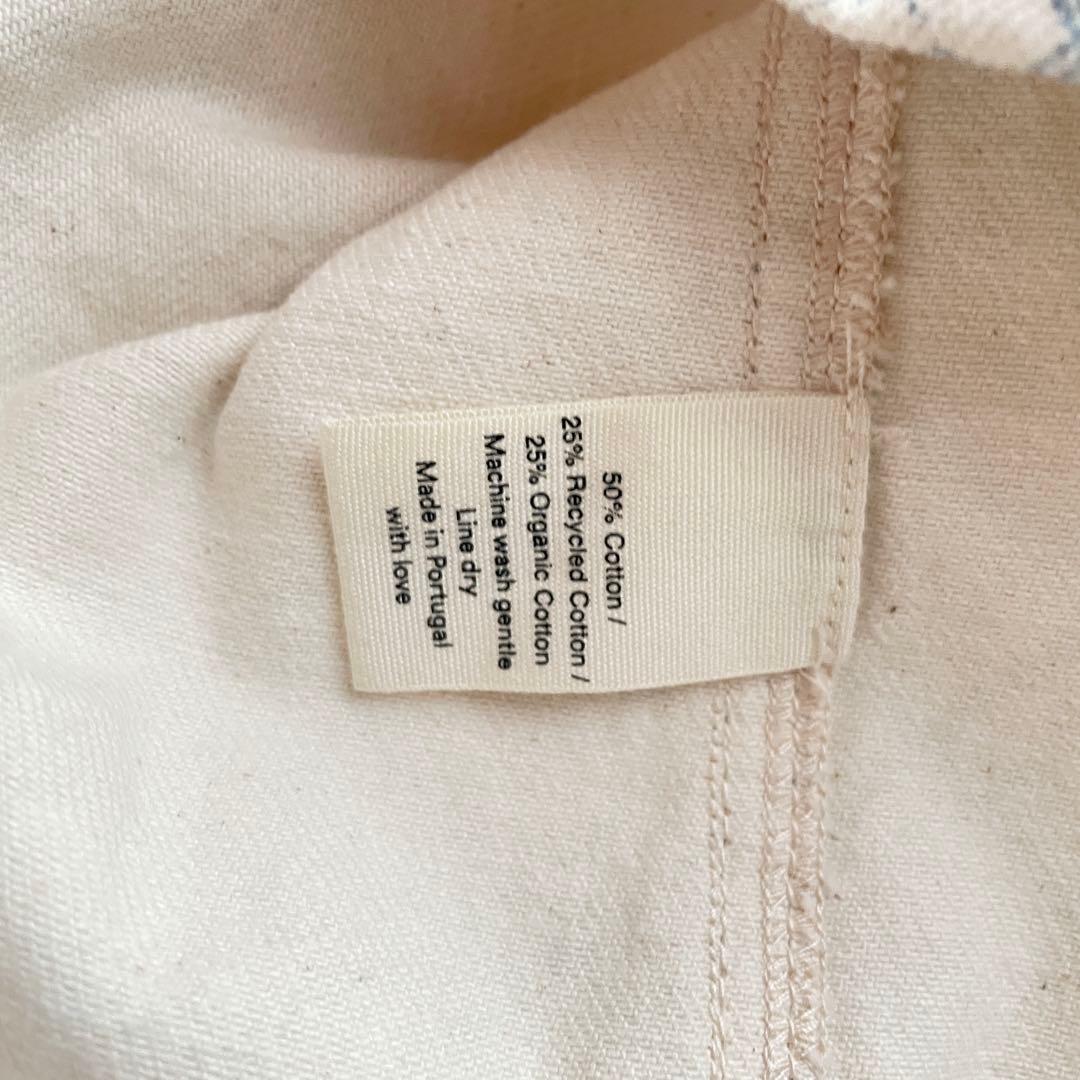 50% Cotton /
25% Recycled Cotton /
25% Organic Cotton
Machine wash gentle
Line dry
Made in Portugal
with love